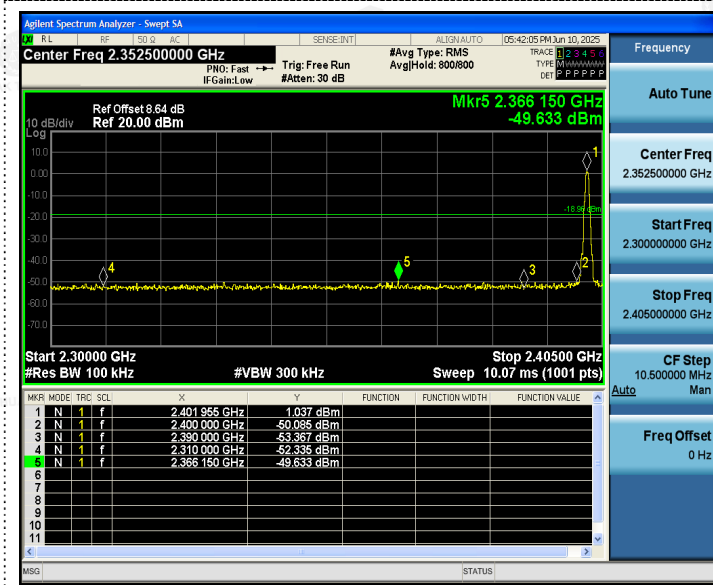 Agilent Spectrum Analyzer - Swept SA
LXI RL RF 50 Ω AC SENSE:INT ALIGNAUTO 05:42:05 PM Jun 10, 2025
Center Freq 2.352500000 GHz
PNO: Fast
IFGain:Low
Trig: Free Run
#Atten: 30 dB
#Avg Type: RMS
Avg|Hold: 800/800
TRACE 1 2 3 4 5 6
TYPE M
DET P P P P P P
Mkr5 2.366 150 GHz
-49.633 dBm
Ref Offset 8.64 dB
10 dB/div Ref 20.00 dBm
Log
10.0
0.00
-10.0
-20.0
-30.0
-40.0
-50.0
-60.0
-70.0
-18.96 dBm
1
2
3
4
5
Start 2.30000 GHz Stop 2.40500 GHz
#Res BW 100 kHz #VBW 300 kHz Sweep 10.07 ms (1001 pts)
MKR MODE TRC SCL X Y FUNCTION FUNCTION WIDTH FUNCTION VALUE
1 N 1 f 2.401 955 GHz 1.037 dBm
2 N 1 f 2.400 000 GHz -50.085 dBm
3 N 1 f 2.390 000 GHz -53.367 dBm
4 N 1 f 2.310 000 GHz -52.335 dBm
5 N 1 f 2.366 150 GHz -49.633 dBm
6
7
8
9
10
11
MSG STATUS
Frequency
Auto Tune
Center Freq
2.352500000 GHz
Start Freq
2.300000000 GHz
Stop Freq
2.405000000 GHz
CF Step
10.500000 MHz
Auto Man
Freq Offset
0 Hz